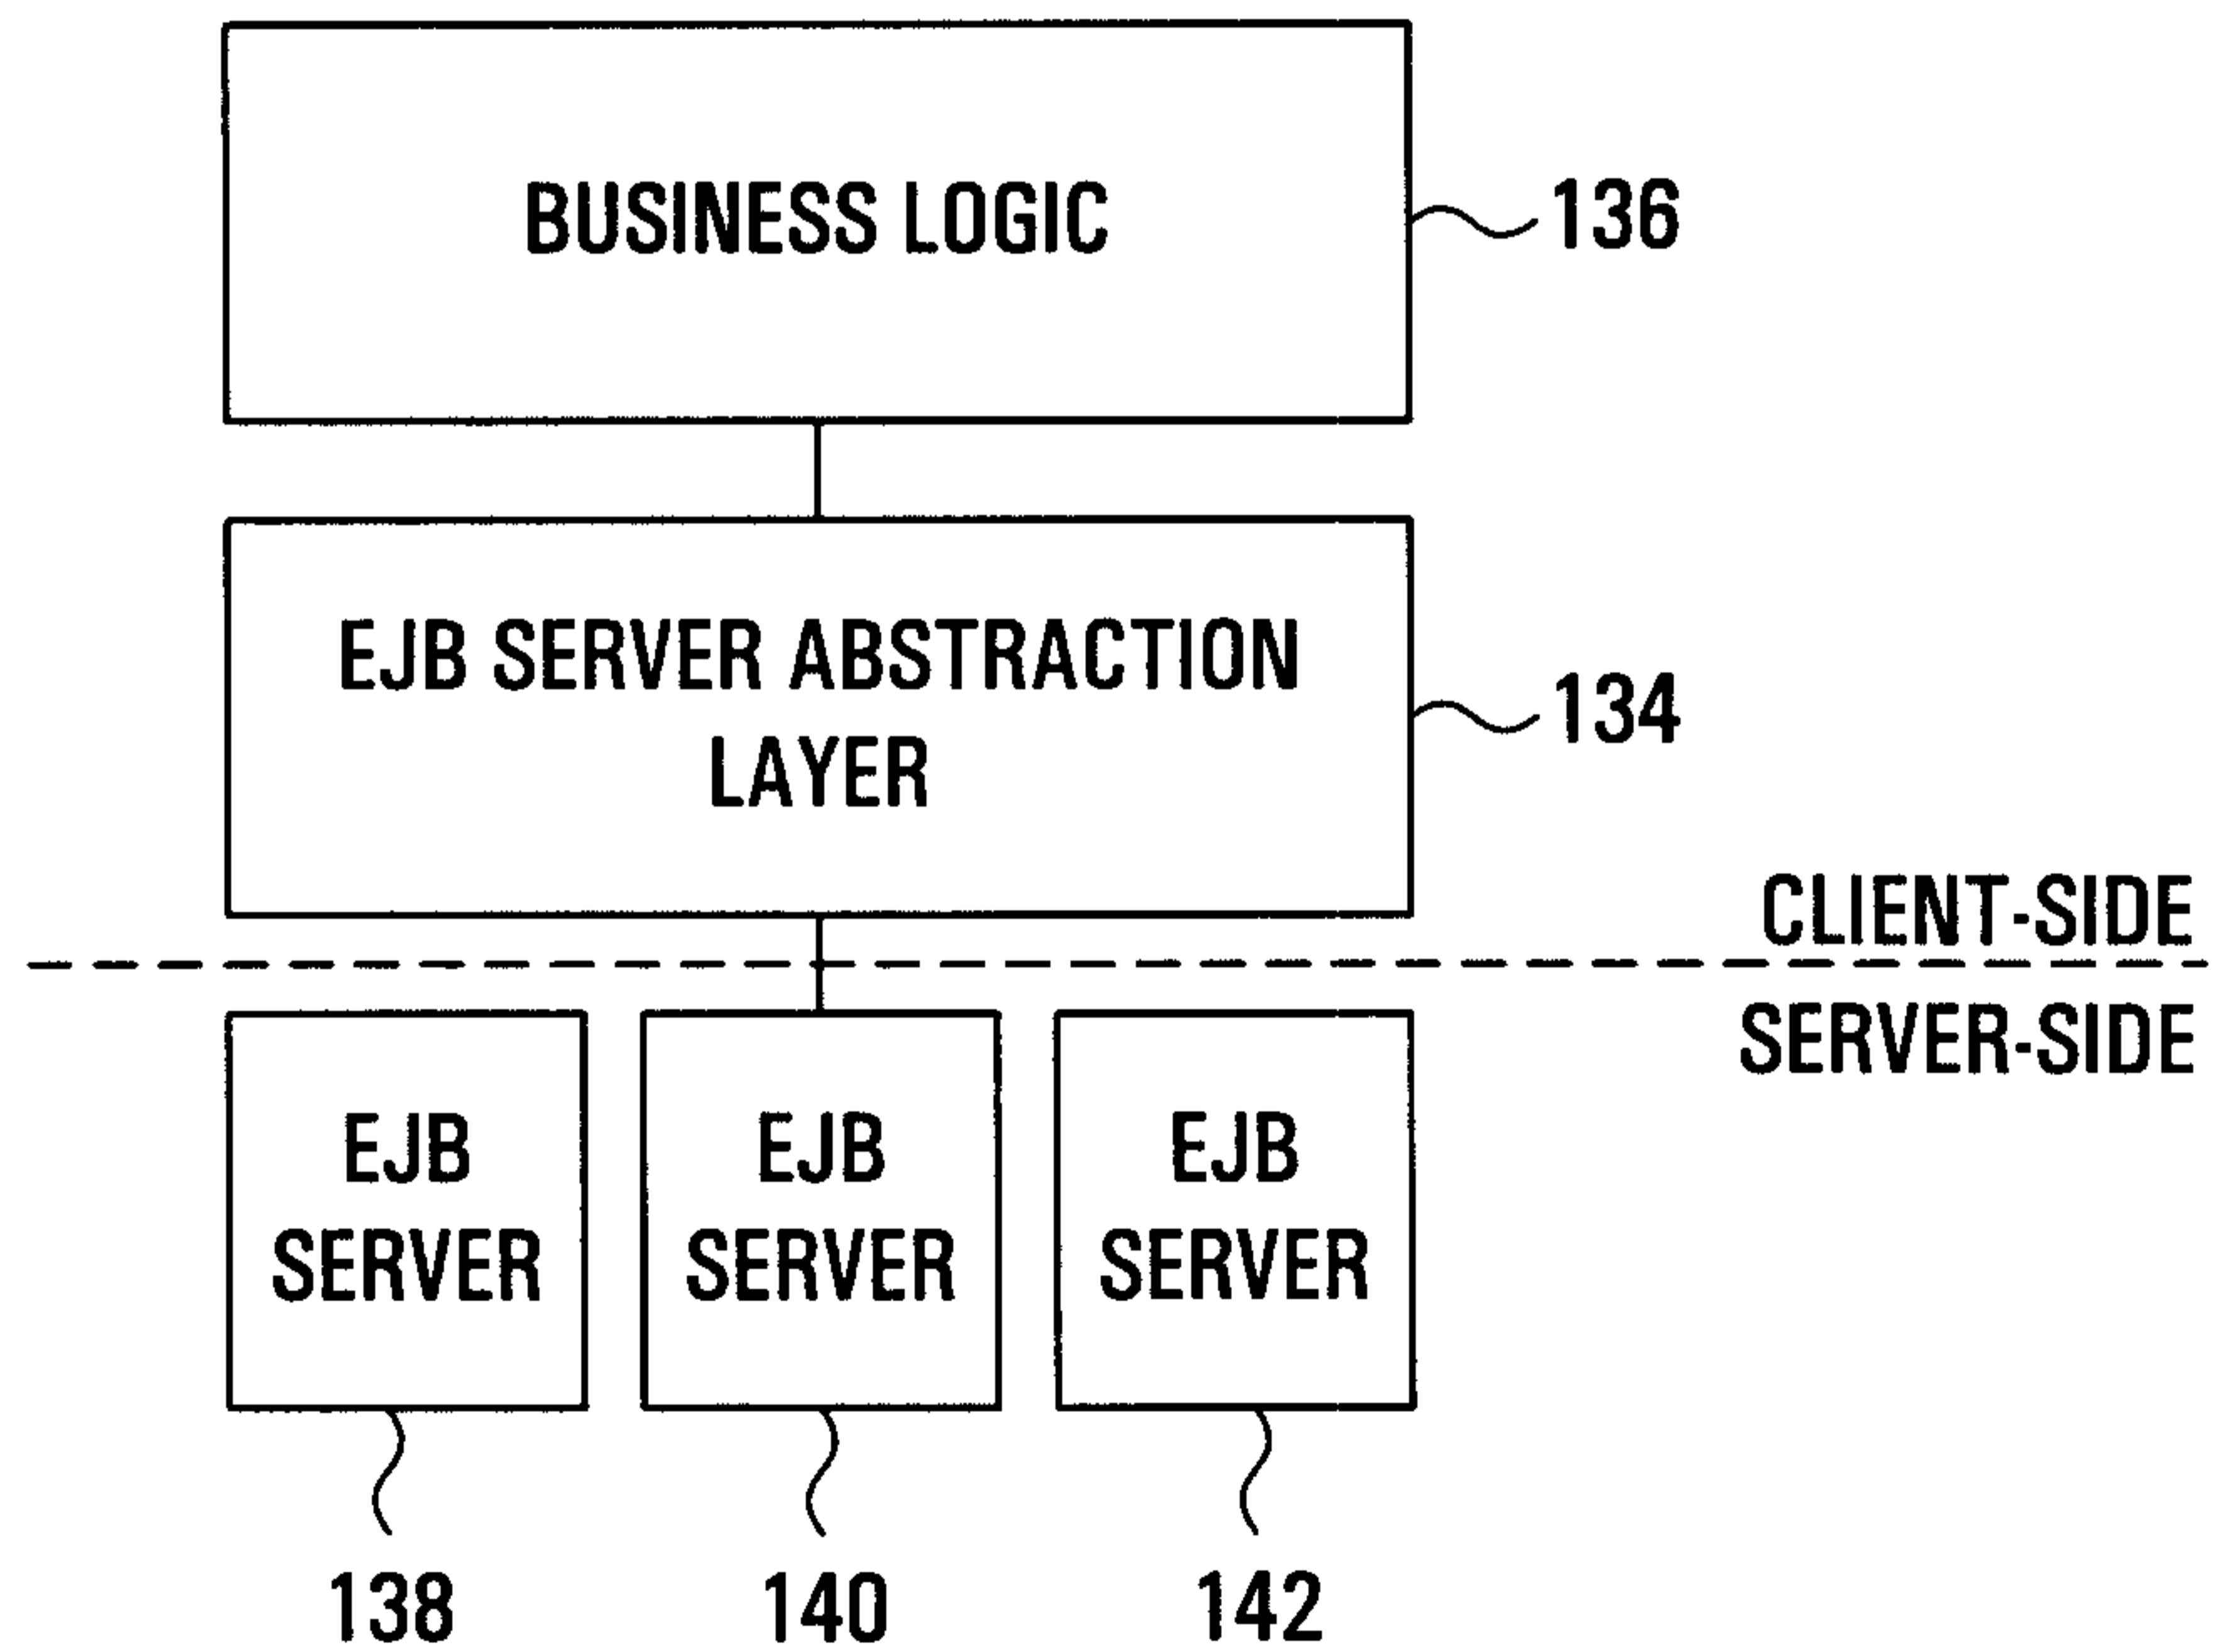 BUSINESS LOGIC
136
EJB SERVER ABSTRACTION
LAYER
134
CLIENT-SIDE
SERVER-SIDE
EJB
SERVER
EJB
SERVER
EJB
SERVER
138
140
142